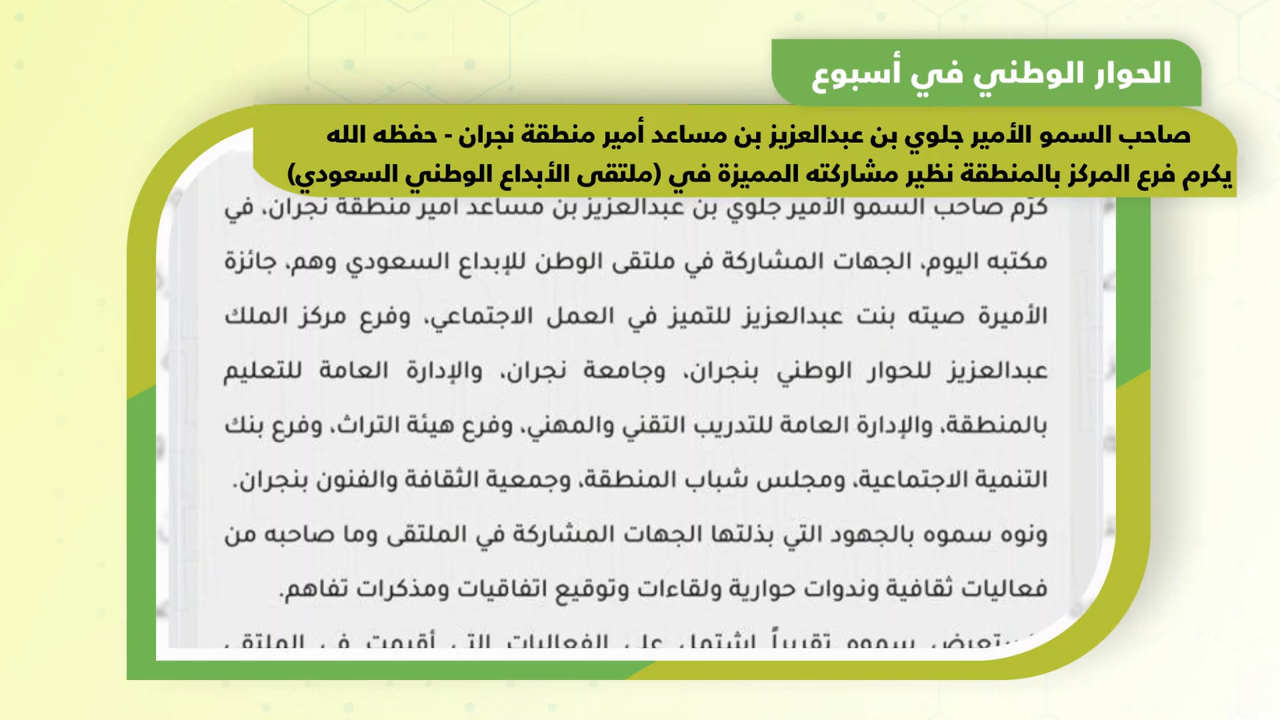 الحوار الوطني في أسبوع
صاحب السمو الأمير جلوي بن عبدالعزيز بن مساعد أمير منطقة نجران - حفظه الله
يكرم فرع المركز بالمنطقة نظير مشاركته المميزة في (ملتقى الأبداع الوطني السعودي)
كرّم صاحب السمو الأمير جلوي بن عبدالعزيز بن مساعد أمير منطقة نجران، في
مكتبه اليوم، الجهات المشاركة في ملتقى الوطن للإبداع السعودي وهم، جائزة
الأميرة صيته بنت عبدالعزيز للتميز في العمل الاجتماعي، وفرع مركز الملك
عبدالعزيز للحوار الوطني بنجران، وجامعة نجران، والإدارة العامة للتعليم
بالمنطقة، والإدارة العامة للتدريب التقني والمهني، وفرع هيئة التراث، وفرع بنك
التنمية الاجتماعية، ومجلس شباب المنطقة، وجمعية الثقافة والفنون بنجران.
ونوه سموه بالجهود التي بذلتها الجهات المشاركة في الملتقى وما صاحبه من
فعاليات ثقافية وندوات حوارية ولقاءات وتوقيع اتفاقيات ومذكرات تفاهم.
سموه تقريراً اشتمل على الفعاليات التي أقيمت في الملتقى